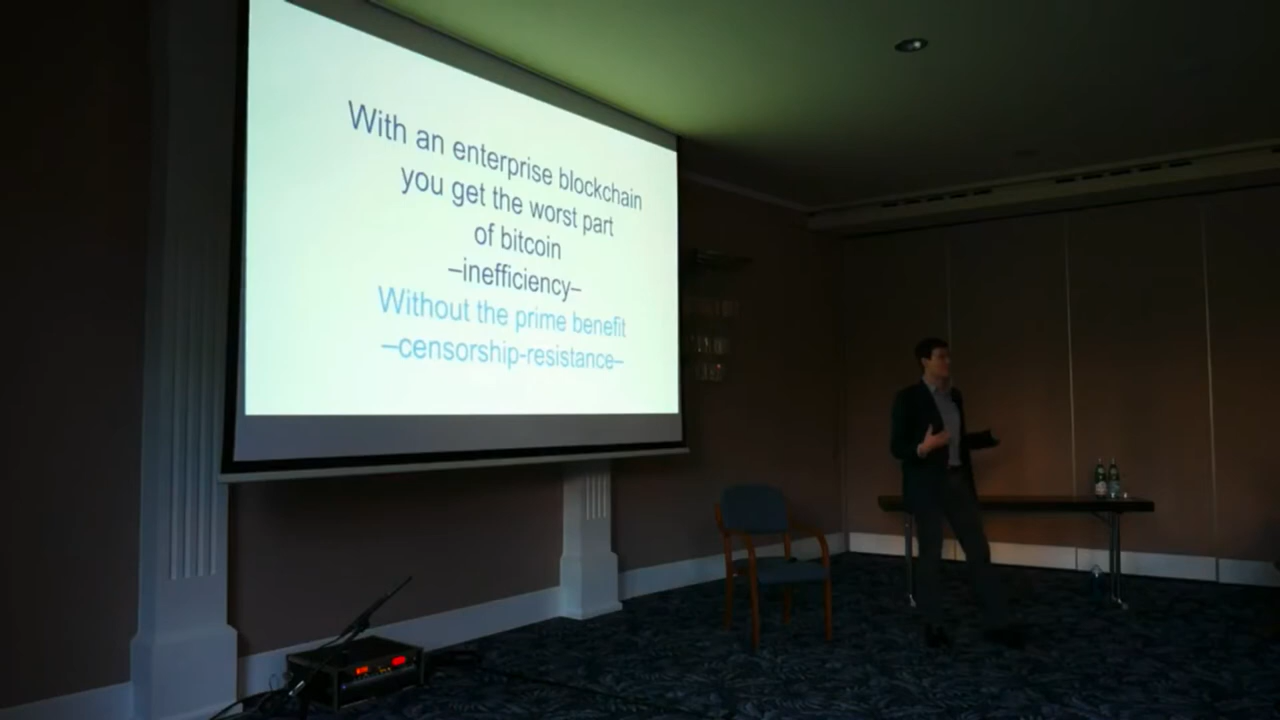 With an enterprise blockchain
you get the worst part
of bitcoin
–inefficiency–
Without the prime benefit
–censorship-resistance–